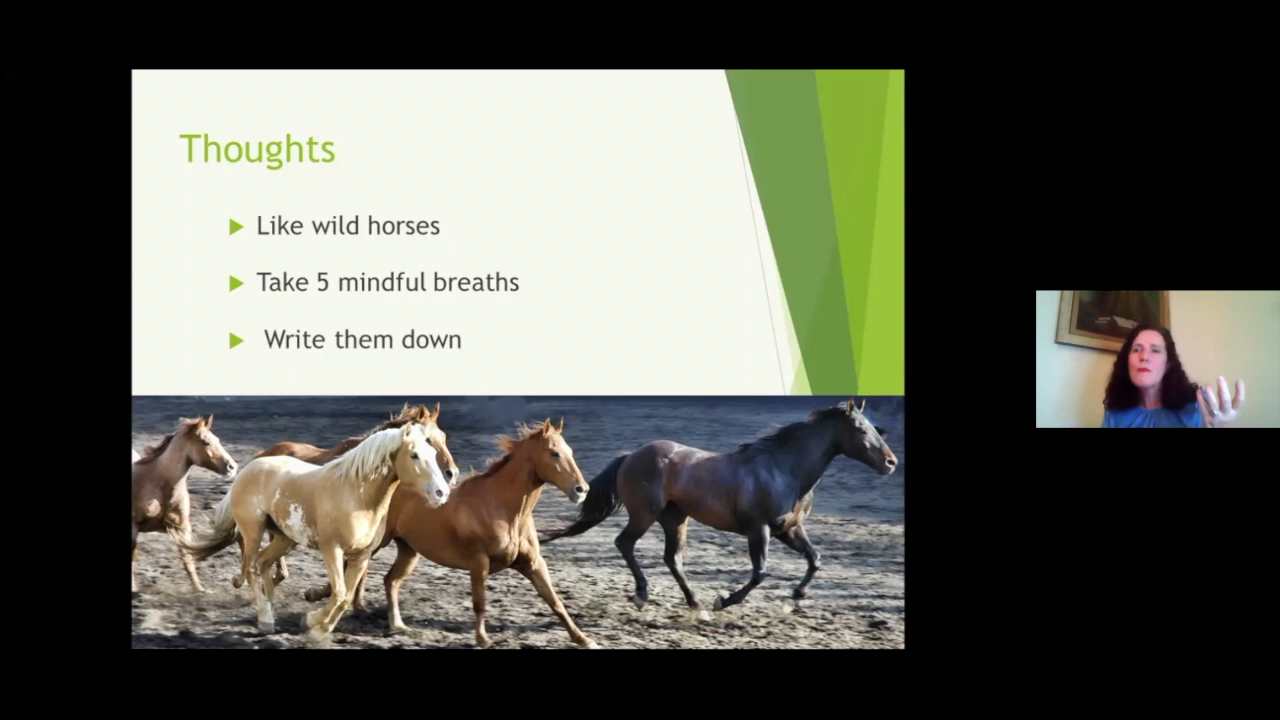 Thoughts
Like wild horses
Take 5 mindful breaths
Write them down